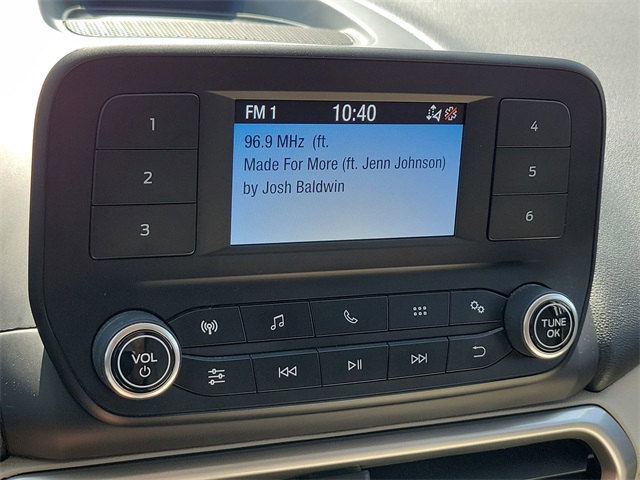 FM 1 10:40
96.9 MHz (ft.
Made For More (ft. Jenn Johnson)
by Josh Baldwin
1
2
3
4
5
6
VOL
TUNE
OK